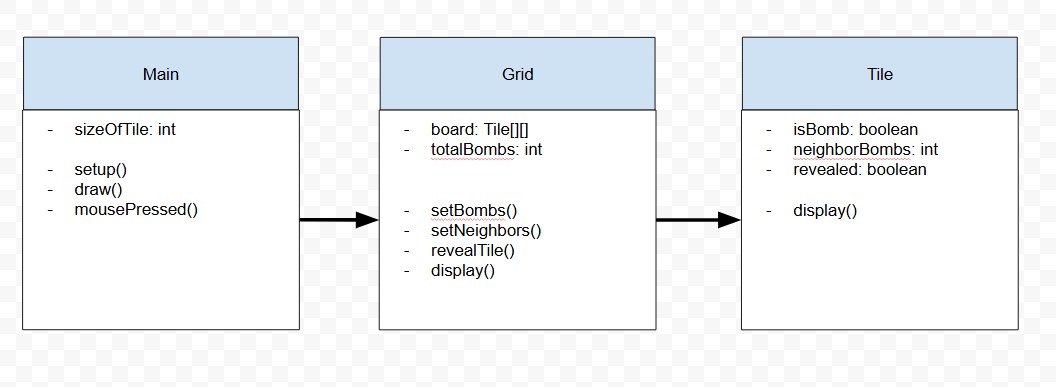 Main
- sizeOfTile: int
- setup()
- draw()
- mousePressed()
Grid
- board: Tile[][]
- totalBombs: int
- setBombs()
- setNeighbors()
- revealTile()
- display()
Tile
- isBomb: boolean
- neighborBombs: int
- revealed: boolean
- display()